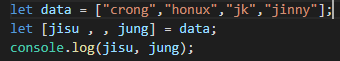 let data = ["crong","honux","jk","jinny"];
let [jisu , , jung] = data;
console.log(jisu, jung);